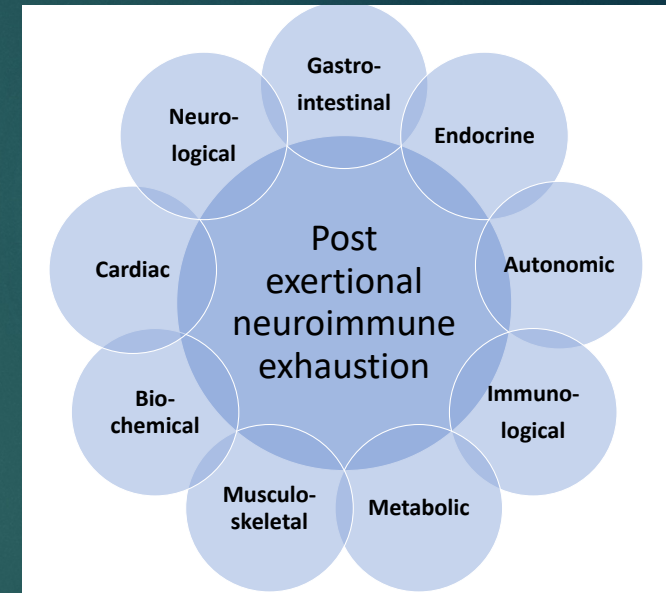 Gastro-
intestinal
Endocrine
Autonomic
Immuno-
logical
Metabolic
Musculo-
skeletal
Bio-
chemical
Cardiac
Neuro-
logical
Post
exertional
neuroimmune
exhaustion